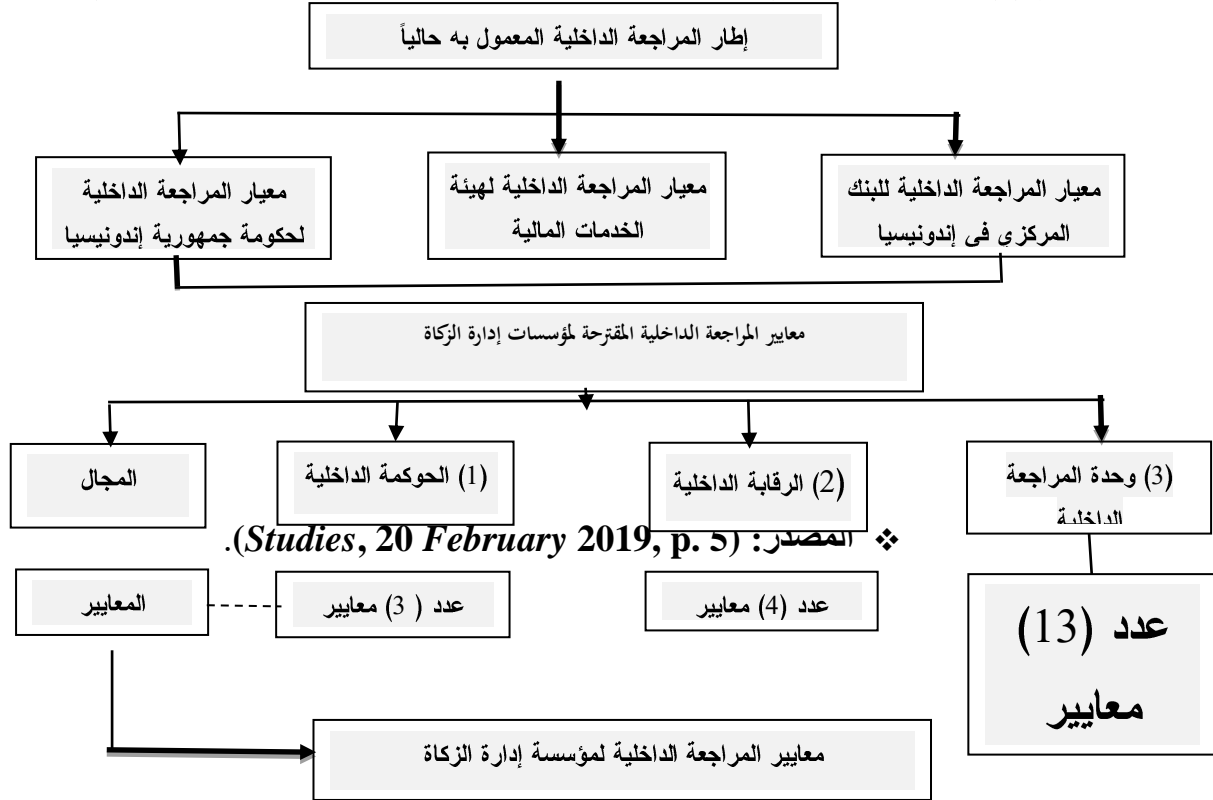 إطار المراجعة الداخلية المعمول به حالياً
معيار المراجعة الداخلية للبنك
المركزي في إندونيسيا
معيار المراجعة الداخلية لهيئة
الخدمات المالية
معيار المراجعة الداخلية
لحكومة جمهورية إندونيسيا
معايير المراجعة الداخلية المقترحة لمؤسسات إدارة الزكاة
(3) وحدة المراجعة
الداخلية
(2) الرقابة الداخلية
(1) الحوكمة الداخلية
المجال
❖ المصدر: (Studies, 20 February 2019, p. 5).
عدد (13)
معايير
عدد (4) معايير
عدد ( 3) معايير
المعايير
معايير المراجعة الداخلية لمؤسسة إدارة الزكاة